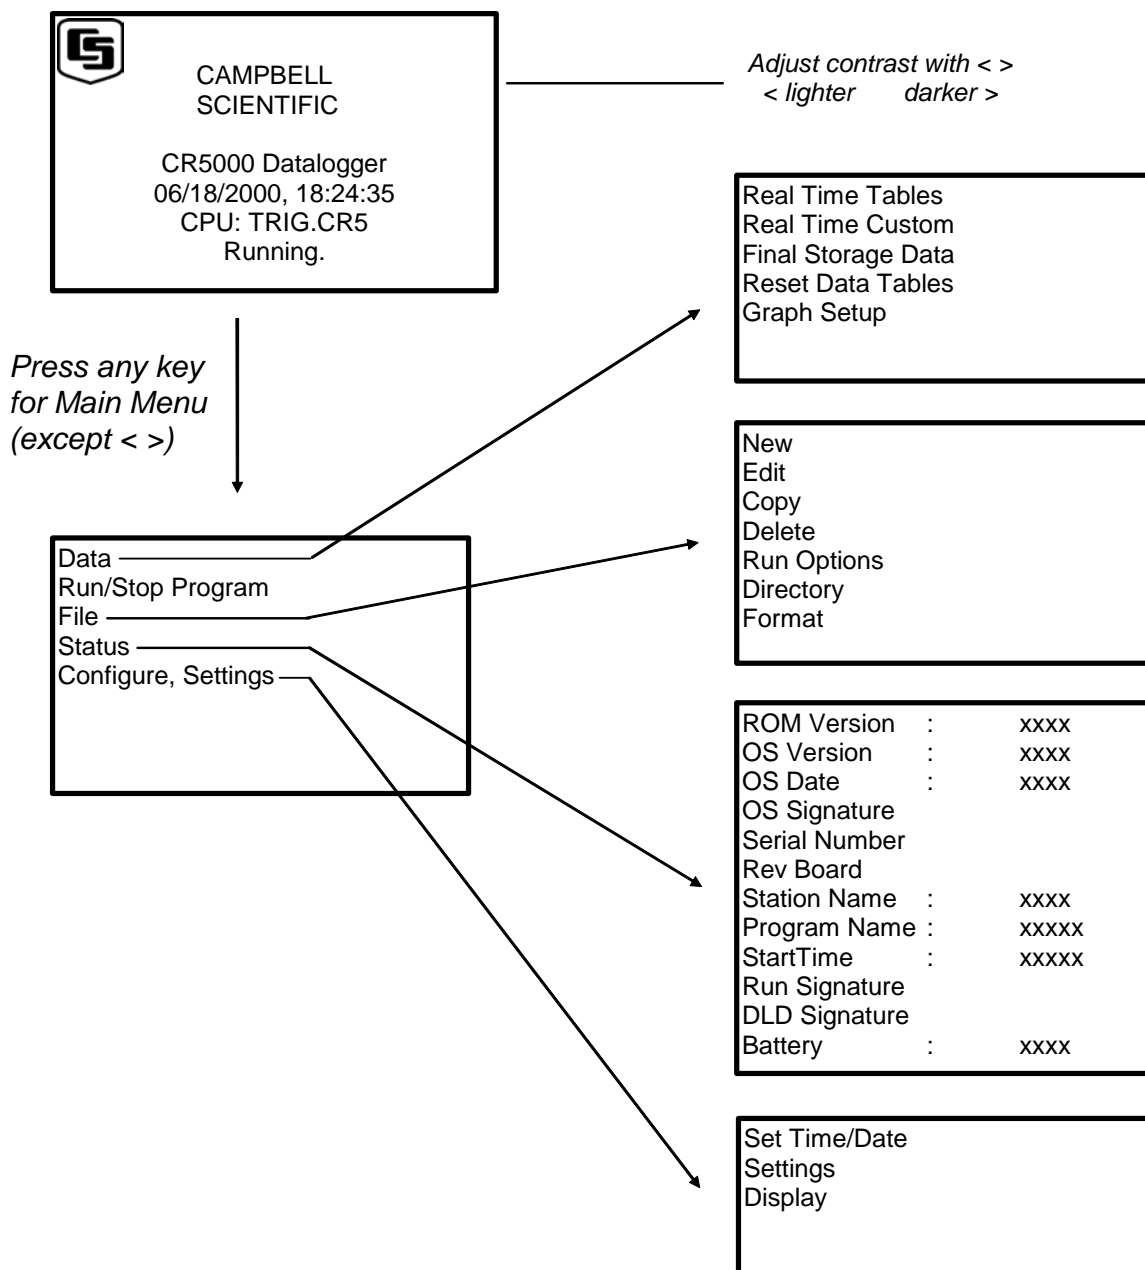 CAMPBELL
SCIENTIFIC
CR5000 Datalogger
06/18/2000, 18:24:35
CPU: TRIG.CR5
Running.
Adjust contrast with < >
< lighter darker >
Press any key
for Main Menu
(except < >)
Data
Run/Stop Program
File
Status
Configure, Settings
Real Time Tables
Real Time Custom
Final Storage Data
Reset Data Tables
Graph Setup
New
Edit
Copy
Delete
Run Options
Directory
Format
ROM Version : xxxx
OS Version : xxxx
OS Date : xxxx
OS Signature
Serial Number
Rev Board
Station Name : xxxx
Program Name : xxxxx
StartTime : xxxxx
Run Signature
DLD Signature
Battery : xxxx
Set Time/Date
Settings
Display